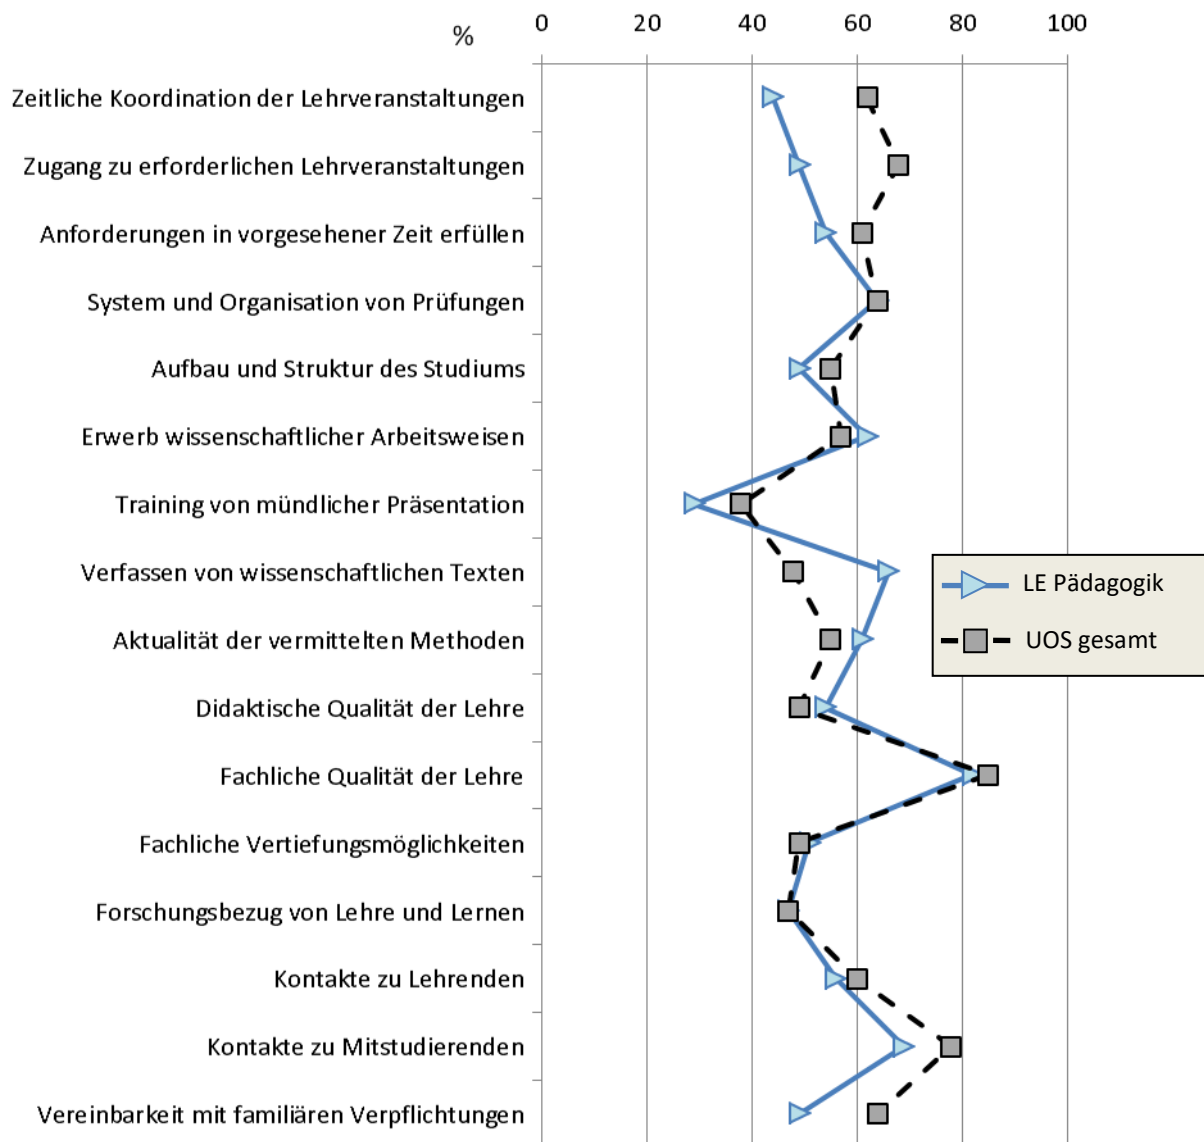 % 0 20 40 60 80 100
Zeitliche Koordination der Lehrveranstaltungen
Zugang zu erforderlichen Lehrveranstaltungen
Anforderungen in vorgesehener Zeit erfüllen
System und Organisation von Prüfungen
Aufbau und Struktur des Studiums
Erwerb wissenschaftlicher Arbeitsweisen
Training von mündlicher Präsentation
Verfassen von wissenschaftlichen Texten
Aktualität der vermittelten Methoden
Didaktische Qualität der Lehre
Fachliche Qualität der Lehre
Fachliche Vertiefungsmöglichkeiten
Forschungsbezug von Lehre und Lernen
Kontakte zu Lehrenden
Kontakte zu Mitstudierenden
Vereinbarkeit mit familiären Verpflichtungen
LE Pädagogik
UOS gesamt